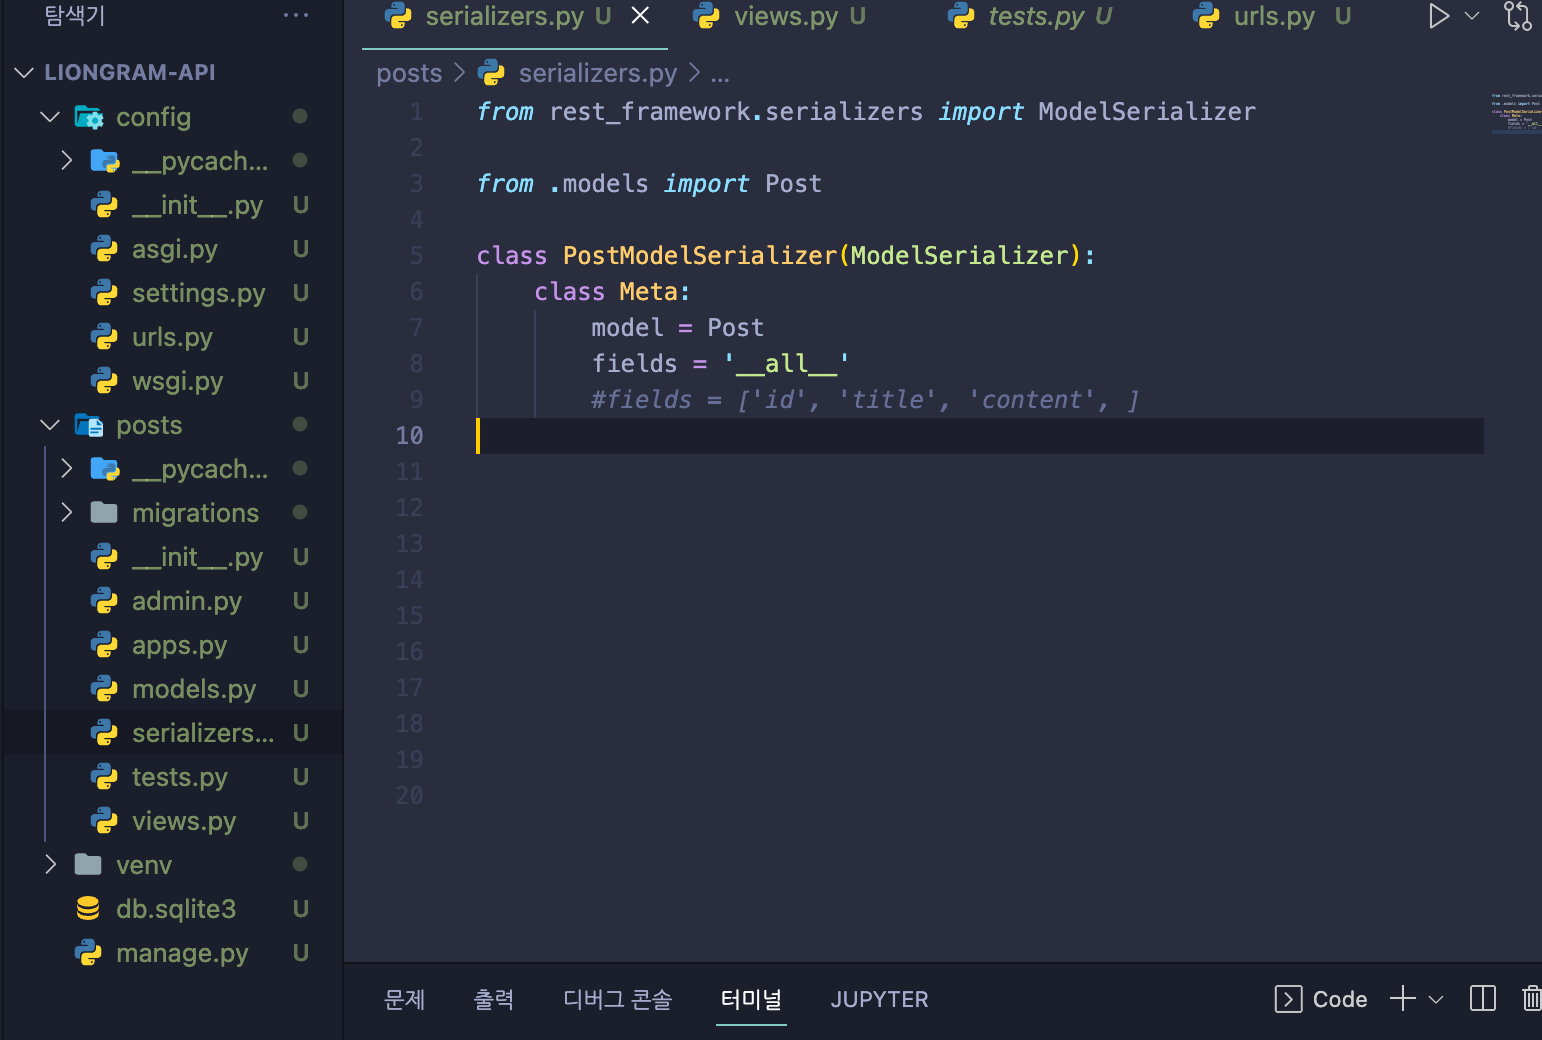 탐색기 ···
LIONGRAM-API
config
__pycach...
__init__.py U
asgi.py U
settings.py U
urls.py U
wsgi.py U
posts
__pycach...
migrations
__init__.py U
admin.py U
apps.py U
models.py U
serializers... U
tests.py U
views.py U
venv
db.sqlite3 U
manage.py U
serializers.py U views.py U tests.py U urls.py U
posts > serializers.py > ...
1 from rest_framework.serializers import ModelSerializer
2
3 from .models import Post
4
5 class PostModelSerializer(ModelSerializer):
6 class Meta:
7 model = Post
8 fields = '__all__'
9 #fields = ['id', 'title', 'content', ]
10
11
12
13
14
15
16
17
18
19
20
문제 출력 디버그 콘솔 터미널 JUPYTER Code